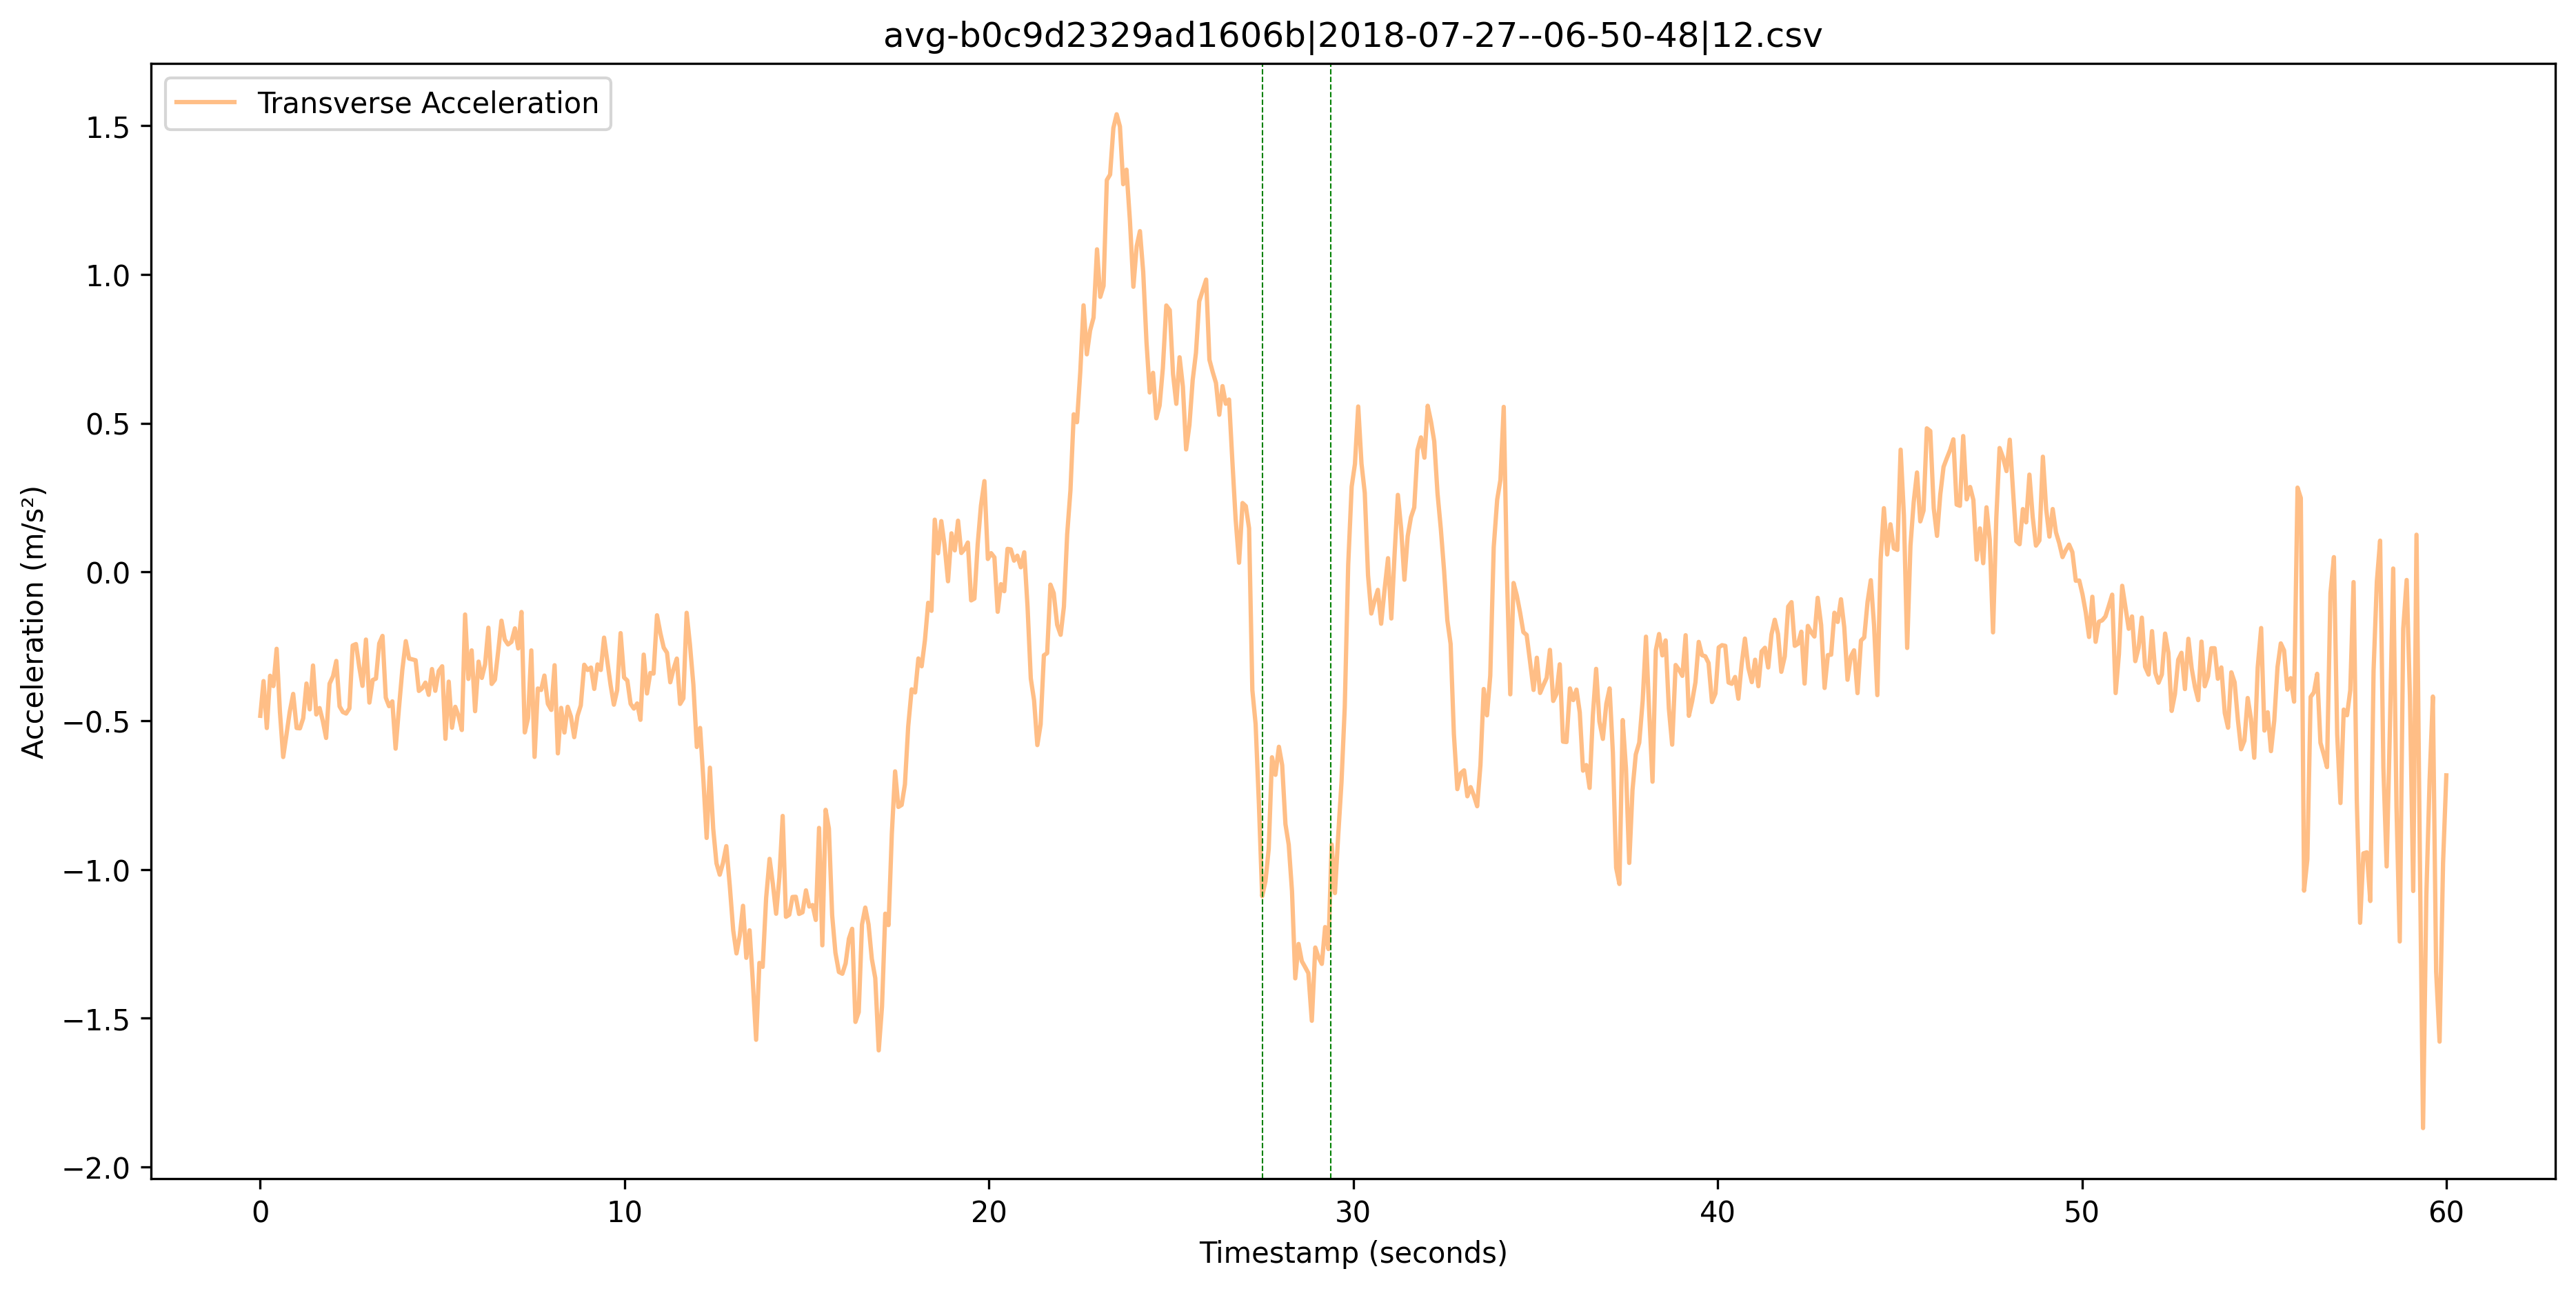 avg-b0c9d2329ad1606b|2018-07-27--06-50-48|12.csv
Transverse Acceleration
1.5
1.0
0.5
0.0
−0.5
−1.0
−1.5
−2.0
Acceleration (m/s²)
0 10 20 30 40 50 60
Timestamp (seconds)